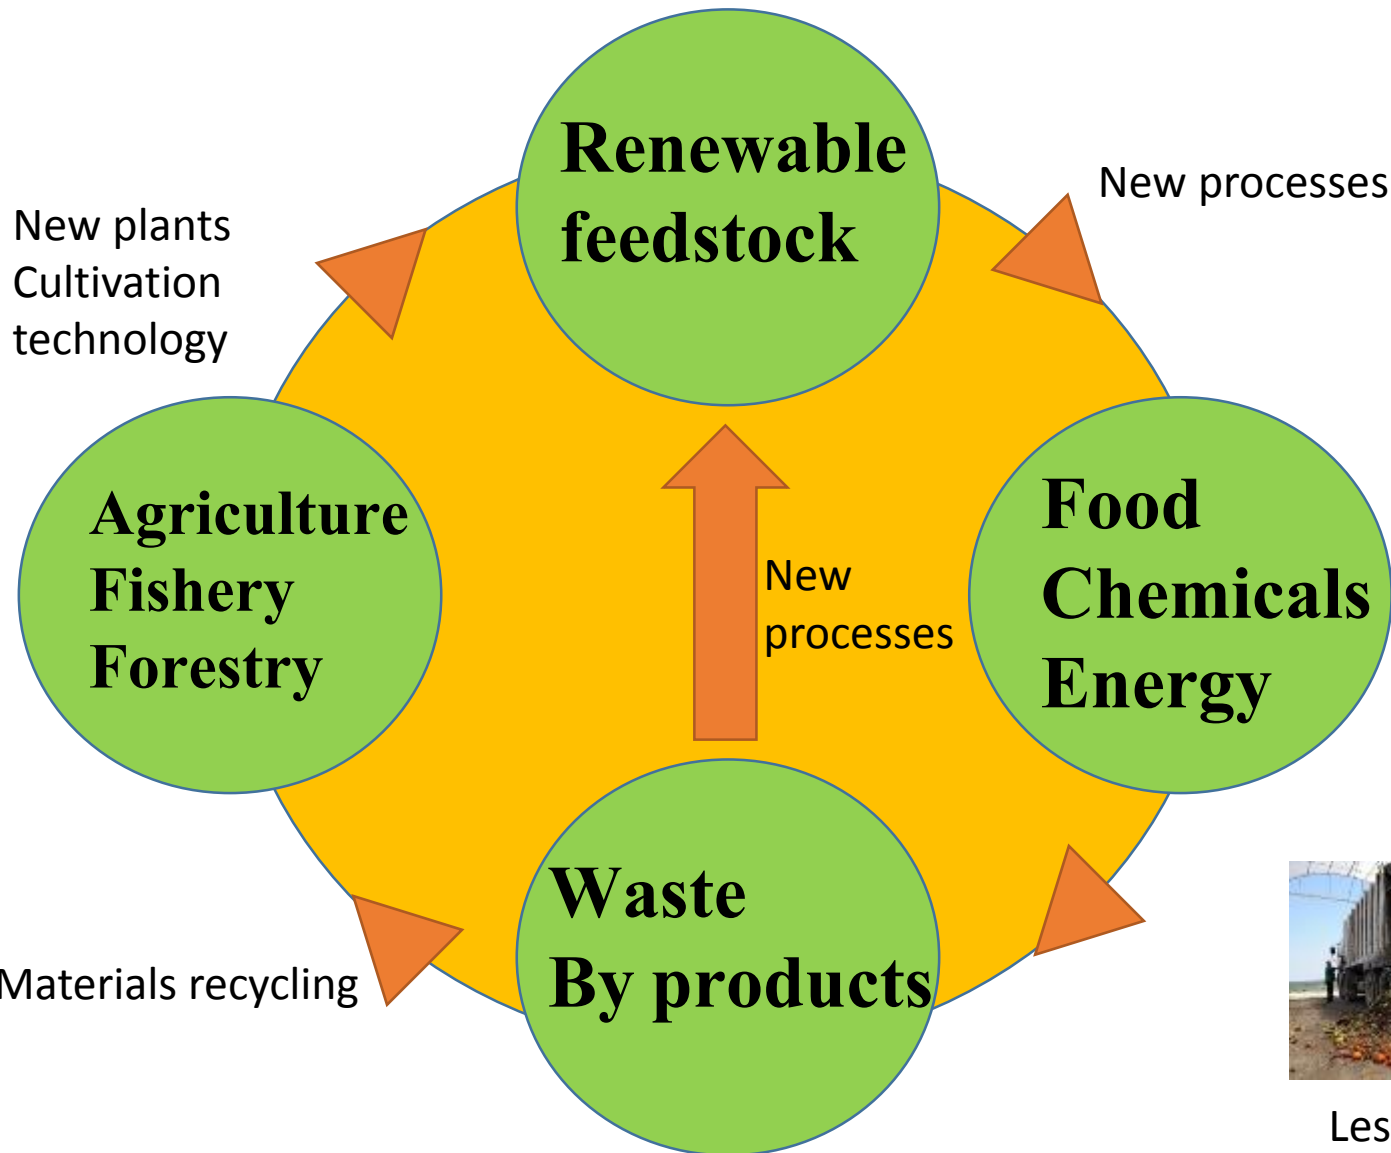 Renewable
feedstock
New processes
New plants
Cultivation
technology
Agriculture
Fishery
Forestry
New
processes
Food
Chemicals
Energy
Waste
By products
Materials recycling
Les